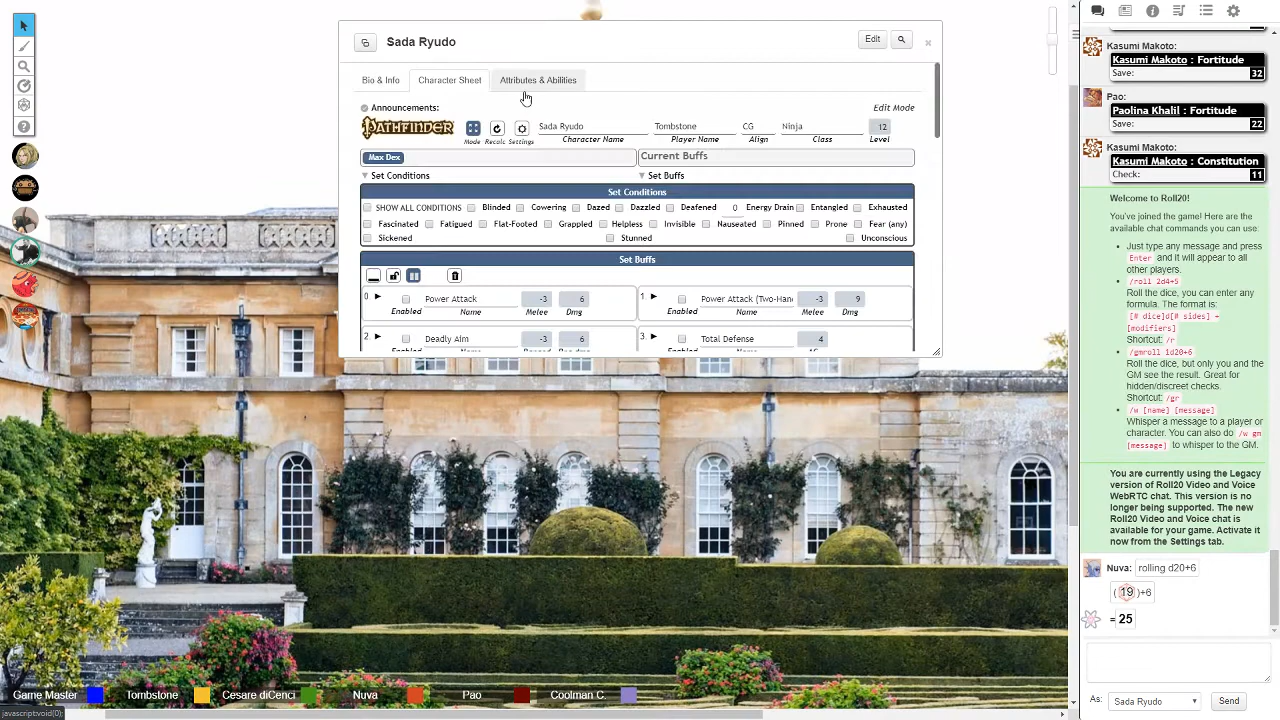 Sada Ryudo
Edit
Bio & Info
Character Sheet
Attributes & Abilities
Announcements:
Edit Mode
PATHFINDER
Mode
Recalc
Settings
Sada Ryudo
Character Name
Tombstone
Player Name
CG
Align
Ninja
Class
12
Level
Max Dex
Current Buffs
Set Conditions
Set Buffs
Set Conditions
SHOW ALL CONDITIONS
Blinded
Cowering
Dazed
Dazzled
Deafened
0
Energy Drain
Entangled
Exhausted
Fascinated
Fatigued
Flat-Footed
Grappled
Helpless
Invisible
Nauseated
Pinned
Prone
Fear (any)
Sickened
Stunned
Unconscious
Set Buffs
0.
Enabled
Power Attack
Name
-3
Melee
6
Dmg
1
Enabled
Power Attack (Two-Han
Name
-3
Melee
9
Dmg
2.
Deadly Aim
-3
6
3.
Total Defense
4
Kasumi Makoto:
Kasumi Makoto : Fortitude
Save:
32
Pao:
Paolina Khalil : Fortitude
Save:
22
Kasumi Makoto:
Kasumi Makoto : Constitution
Check:
11
Welcome to Roll20!
You've joined the game! Here are the
available chat commands you can use:
Just type any message and press
Enter and it will appear to all
other players.
/roll 2d4+5
Roll the dice, you can enter any
formula. The format is:
[# dice]d[# sides] +
[modifiers]
Shortcut: /r
/gmroll 1d20+6
Roll the dice, but only you and the
GM see the result. Great for
hidden/discreet checks.
Shortcut: /gr
/w [name] [message]
Whisper a message to a player or
character. You can also do /w gm
[message] to whisper to the GM.
You are currently using the Legacy
version of Roll20 Video and Voice
WebRTC chat. This version is no
longer being supported. The new
Roll20 Video and Voice chat is
available for your game. Activate it
now from the Settings tab.
Nuva: rolling d20+6
(19)+6
= 25
As: Sada Ryudo
Send
Game Master
Tombstone
Cesare diCenci
Nuva
Pao
Coolman C.
javascript:void(0);